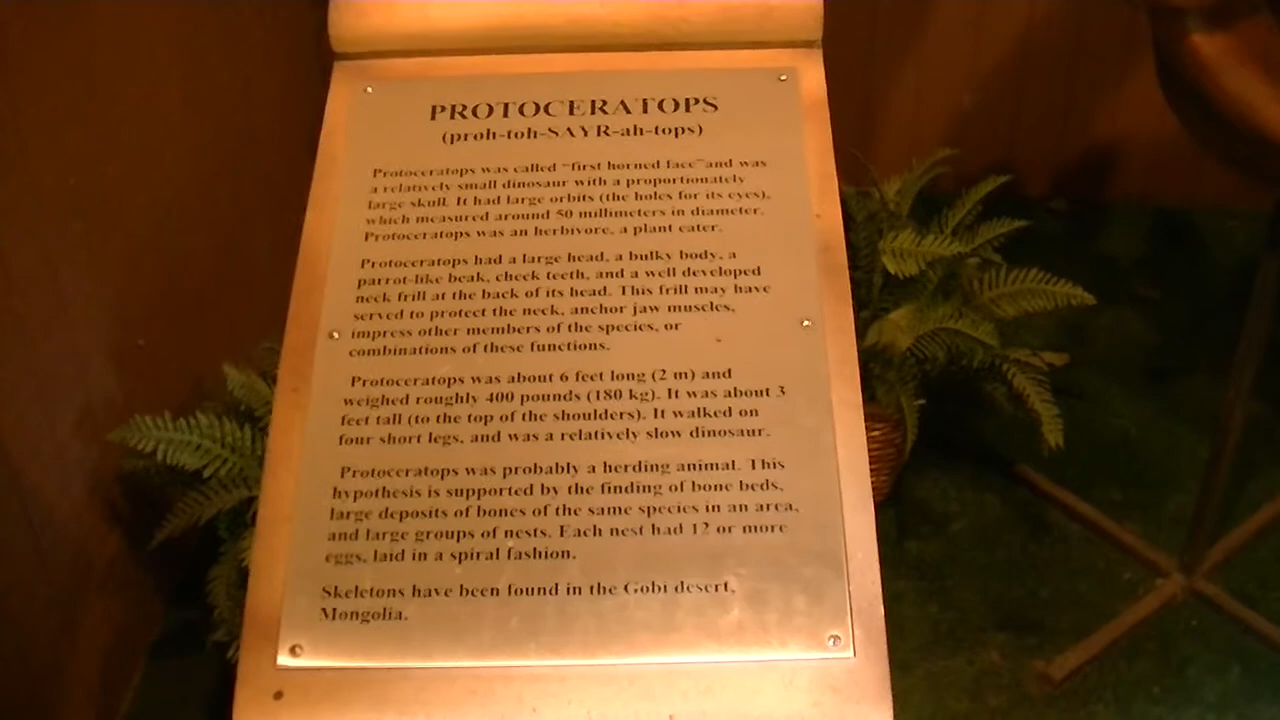 PROTOCERATOPS
(proh-toh-SAYR-ah-tops)
Protoceratops was called "first horned face" and was
a relatively small dinosaur with a proportionately
large skull. It had large orbits (the holes for its eyes),
which measured around 50 millimeters in diameter.
Protoceratops was an herbivore, a plant eater.
Protoceratops had a large head, a bulky body, a
parrot-like beak, cheek teeth, and a well developed
neck frill at the back of its head. This frill may have
served to protect the neck, anchor jaw muscles,
impress other members of the species, or
combinations of these functions.
Protoceratops was about 6 feet long (2 m) and
weighed roughly 400 pounds (180 kg). It was about 3
feet tall (to the top of the shoulders). It walked on
four short legs, and was a relatively slow dinosaur.
Protoceratops was probably a herding animal. This
hypothesis is supported by the finding of bone beds,
large deposits of bones of the same species in an area,
and large groups of nests. Each nest had 12 or more
eggs, laid in a spiral fashion.
Skeletons have been found in the Gobi desert,
Mongolia.